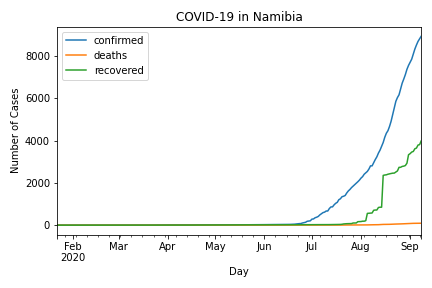 COVID-19 in Namibia
confirmed
deaths
recovered
Number of Cases
8000
6000
4000
2000
0
Feb Mar Apr May Jun Jul Aug Sep
2020
Day